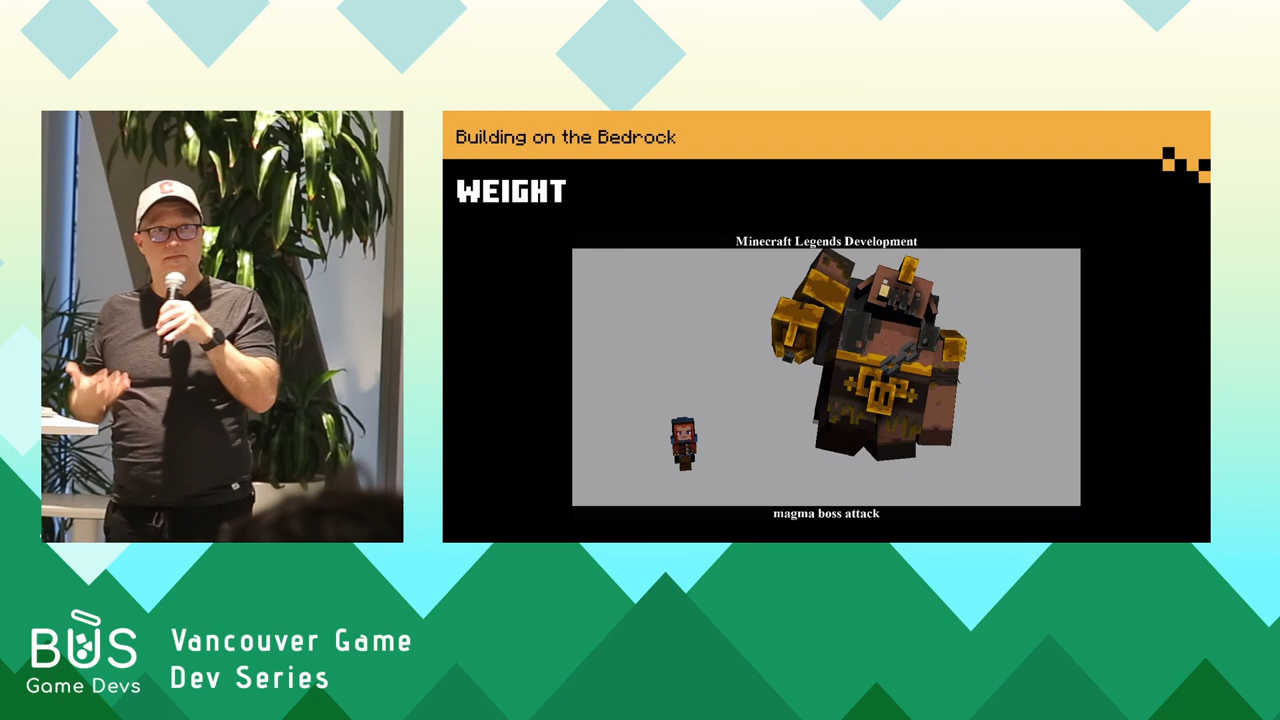 Building on the Bedrock
WEIGHT
Minecraft Legends Development
magma boss attack
BUS
Game Devs
Vancouver Game
Dev Series